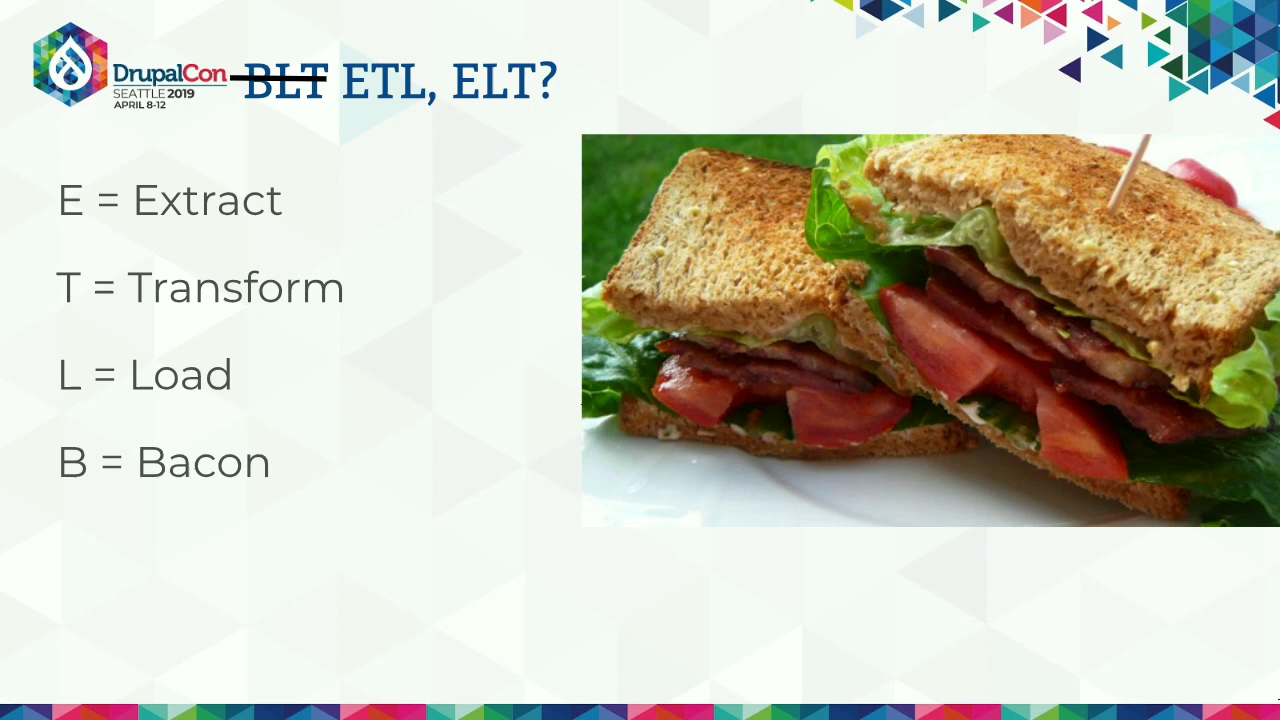 DrupalCon
SEATTLE 2019
APRIL 8-12
BLT ETL, ELT?
E = Extract
T = Transform
L = Load
B = Bacon